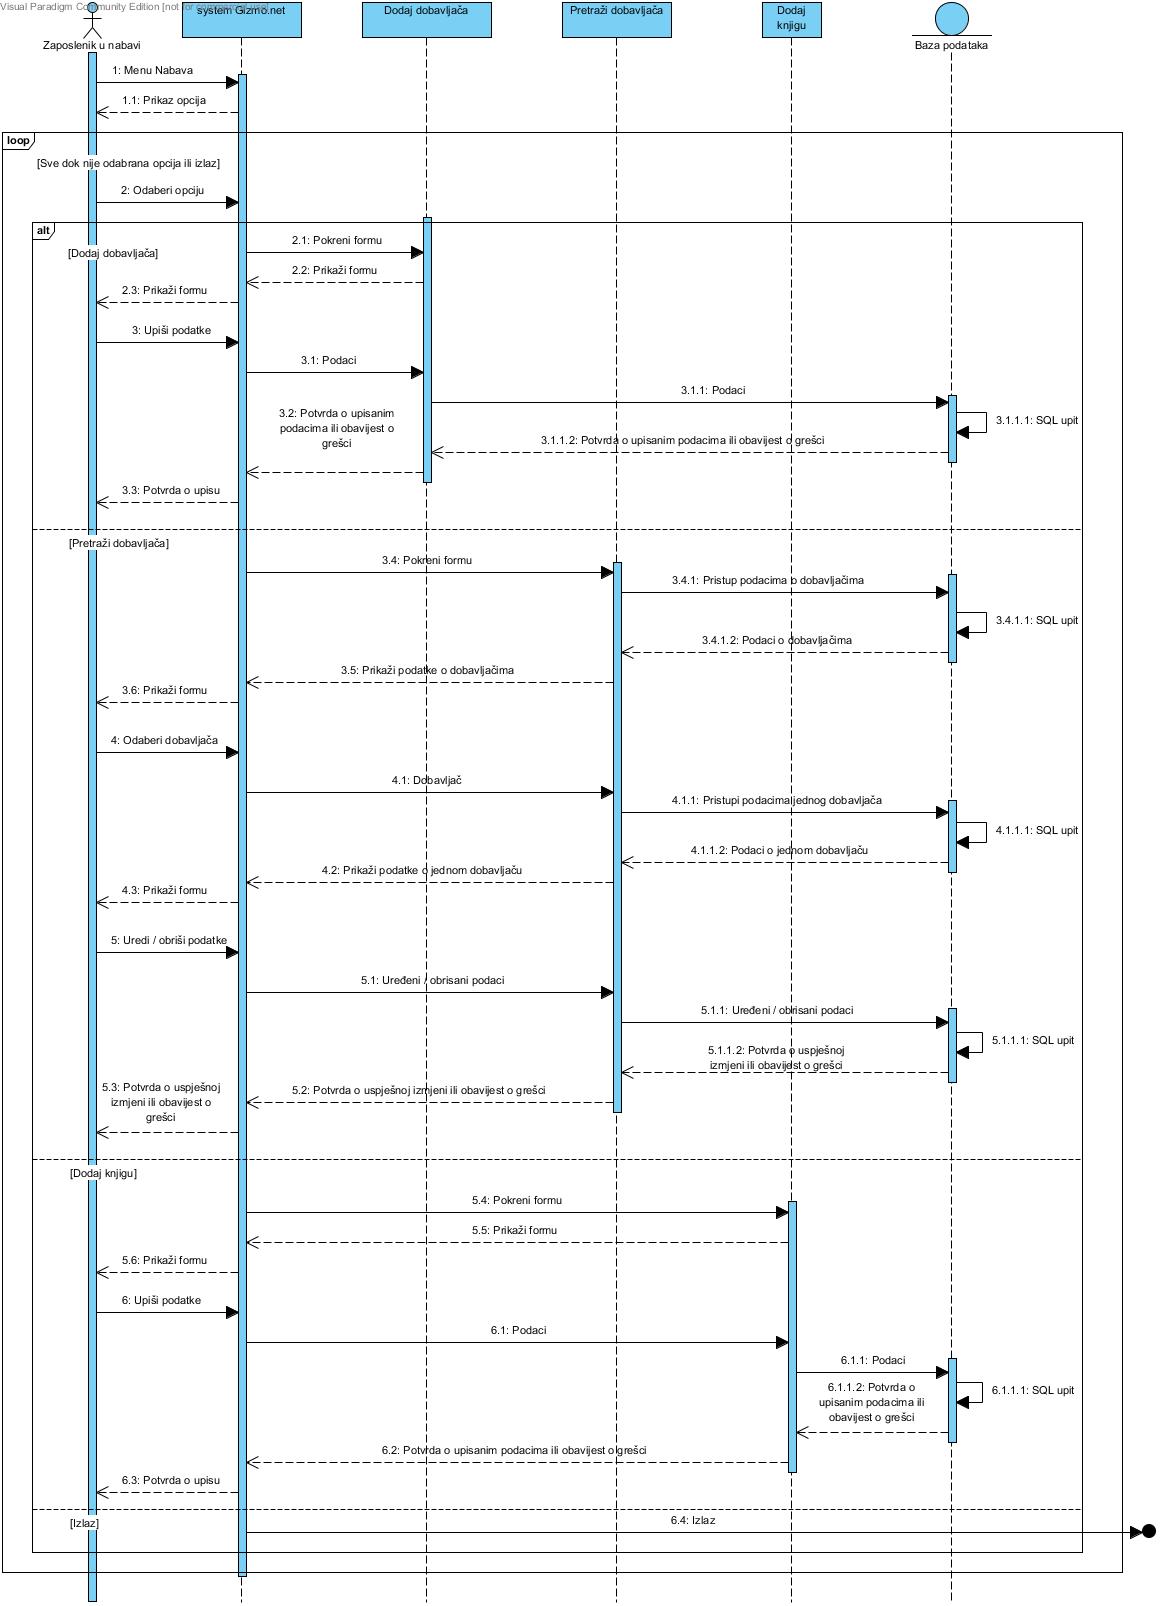 Visual Paradigm Community Edition [not for commercial use]
system Gizmo.net
Dodaj dobavljača
Pretraži dobavljača
Dodaj
knjigu
Zaposlenik u nabavi
Baza podataka
1: Menu Nabava
1.1: Prikaz opcija
loop
[Sve dok nije odabrana opcija ili izlaz]
2: Odaberi opciju
alt
[Dodaj dobavljača]
2.1: Pokreni formu
2.2: Prikaži formu
2.3: Prikaži formu
3: Upiši podatke
3.1: Podaci
3.1.1: Podaci
3.1.1.1: SQL upit
3.2: Potvrda o upisanim
podacima ili obavijest o
grešci
3.1.1.2: Potvrda o upisanim podacima ili obavijest o grešci
3.3: Potvrda o upisu
[Pretraži dobavljača]
3.4: Pokreni formu
3.4.1: Pristup podacima o dobavljačima
3.4.1.1: SQL upit
3.4.1.2: Podaci o dobavljačima
3.5: Prikaži podatke o dobavljačima
3.6: Prikaži formu
4: Odaberi dobavljača
4.1: Dobavljač
4.1.1: Pristupi podacima jednog dobavljača
4.1.1.1: SQL upit
4.1.1.2: Podaci o jednom dobavljaču
4.2: Prikaži podatke o jednom dobavljaču
4.3: Prikaži formu
5: Uredi / obriši podatke
5.1: Uređeni / obrisani podaci
5.1.1: Uređeni / obrisani podaci
5.1.1.1: SQL upit
5.1.1.2: Potvrda o uspješnoj
izmjeni ili obavijest o grešci
5.2: Potvrda o uspješnoj izmjeni ili obavijest o grešci
5.3: Potvrda o uspješnoj
izmjeni ili obavijest o
grešci
[Dodaj knjigu]
5.4: Pokreni formu
5.5: Prikaži formu
5.6: Prikaži formu
6: Upiši podatke
6.1: Podaci
6.1.1: Podaci
6.1.1.1: SQL upit
6.1.1.2: Potvrda o
upisanim podacima ili
obavijest o grešci
6.2: Potvrda o upisanim podacima ili obavijest o grešci
6.3: Potvrda o upisu
[Izlaz]
6.4: Izlaz